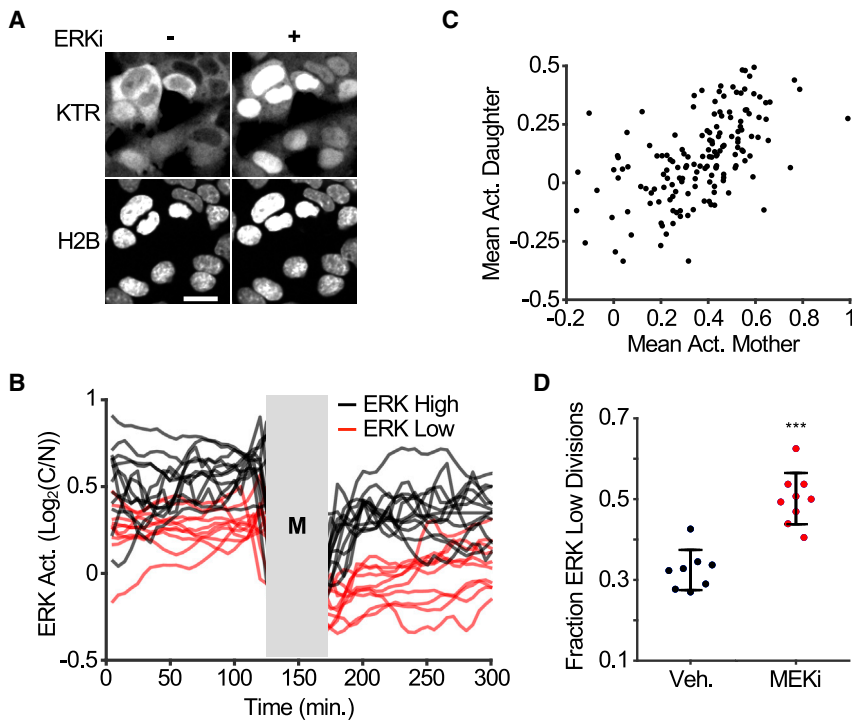 A
ERKi - +
KTR
H2B
B
ERK Act. (Log₂(C/N))
1
0.5
0
-0.5
ERK High
ERK Low
M
0 50 100 150 200 250 300
Time (min.)
C
Mean Act. Daughter
0.5
0.25
0
-0.25
-0.5
-0.2 0 0.2 0.4 0.6 0.8 1
Mean Act. Mother
D
Fraction ERK Low Divisions
0.7
0.5
0.3
0.1
***
Veh. MEKi